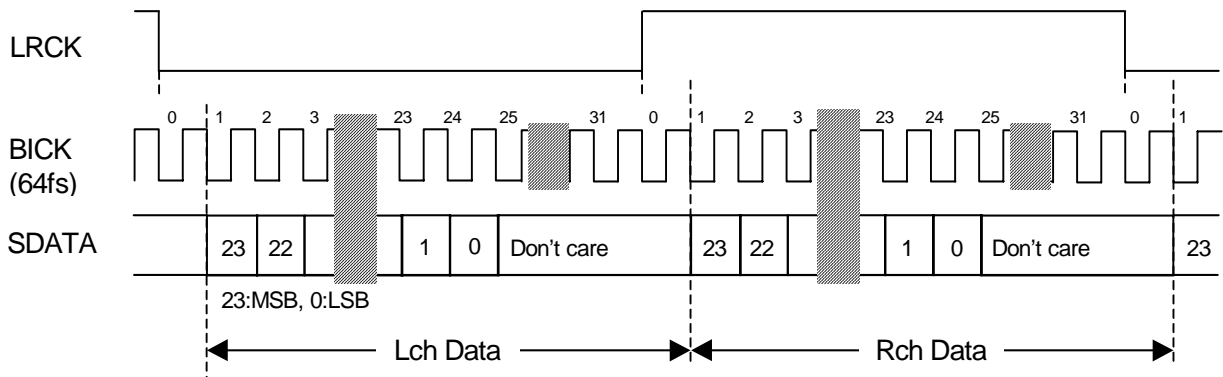 LRCK
0 1 2 3 23 24 25 31 0 1 2 3 23 24 25 31 0 1
BICK
(64fs)
SDATA 23 22 1 0 Don't care 23 22 1 0 Don't care 23
23:MSB, 0:LSB
Lch Data Rch Data